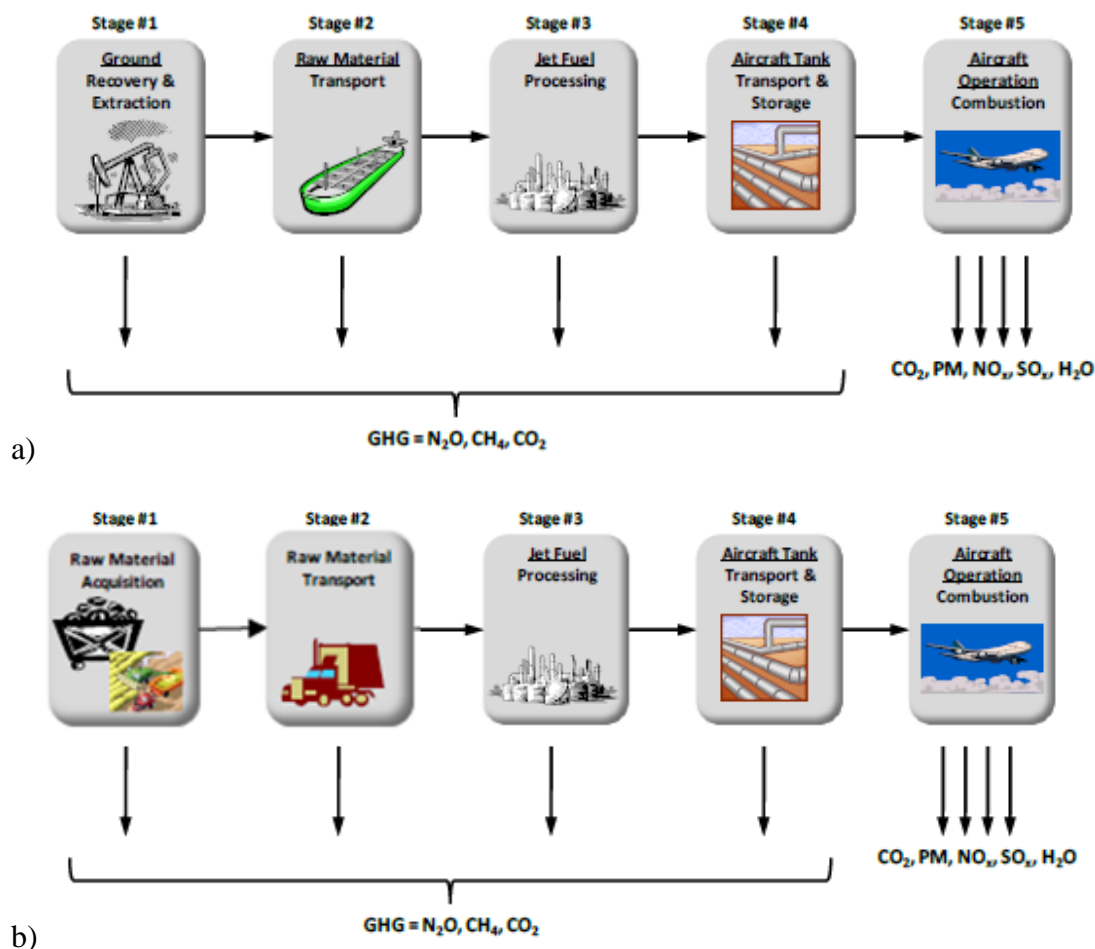 Stage #1
Stage #2
Stage #3
Stage #4
Stage #5
Ground
Recovery &
Extraction
Raw Material
Transport
Jet Fuel
Processing
Aircraft Tank
Transport &
Storage
Aircraft
Operation
Combustion
CO₂, PM, NOₓ, SOₓ, H₂O
GHG = N₂O, CH₄, CO₂
a)
Stage #1
Stage #2
Stage #3
Stage #4
Stage #5
Raw Material
Acquisition
Raw Material
Transport
Jet Fuel
Processing
Aircraft Tank
Transport &
Storage
Aircraft
Operation
Combustion
CO₂, PM, NOₓ, SOₓ, H₂O
GHG = N₂O, CH₄, CO₂
b)